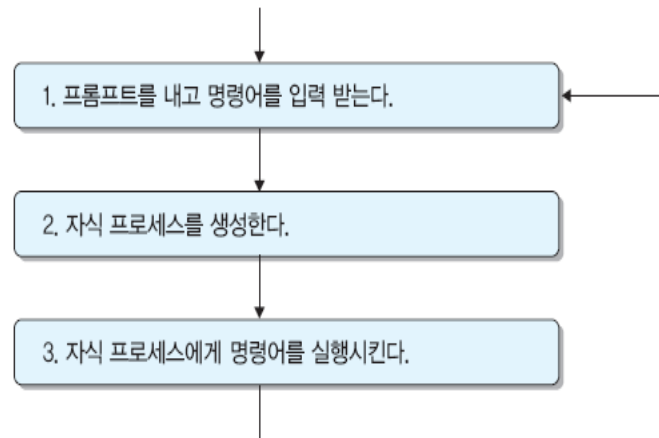 1. 프롬프트를 내고 명령어를 입력 받는다.
2. 자식 프로세스를 생성한다.
3. 자식 프로세스에게 명령어를 실행시킨다.